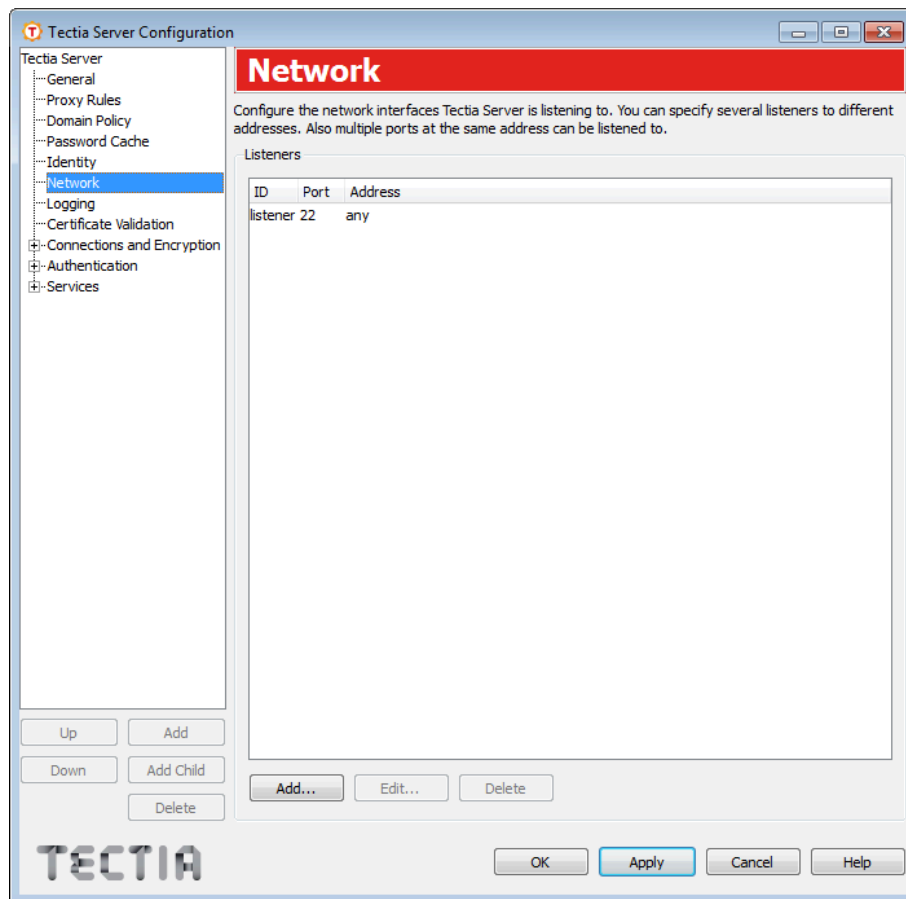 Tectia Server Configuration
Tectia Server
General
Proxy Rules
Domain Policy
Password Cache
Identity
Network
Logging
Certificate Validation
Connections and Encryption
Authentication
Services
Up
Add
Down
Add Child
Delete
Network
Configure the network interfaces Tectia Server is listening to. You can specify several listeners to different
addresses. Also multiple ports at the same address can be listened to.
Listeners
ID Port Address
listener 22 any
Add... Edit... Delete
TECTIA
OK Apply Cancel Help